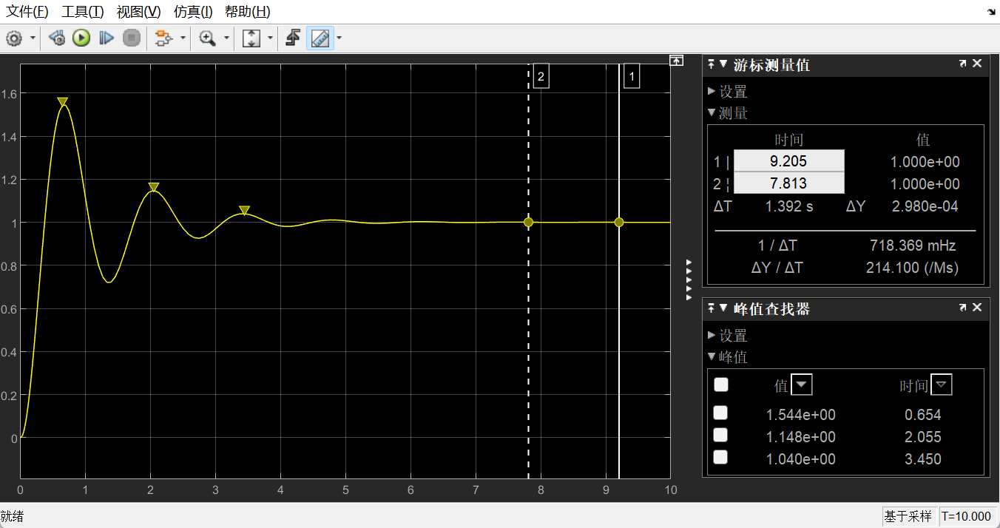 文件(F) 工具(T) 视图(V) 仿真(I) 帮助(H)
2
1
1.6
1.4
1.2
1
0.8
0.6
0.4
0.2
0
0 1 2 3 4 5 6 7 8 9 10
游标测量值
设置
测量
时间 值
1 | 9.205 1.000e+00
2 ¦ 7.813 1.000e+00
ΔT 1.392 s ΔY 2.980e-04
1 / ΔT 718.369 mHz
ΔY / ΔT 214.100 (/Ms)
峰值查找器
设置
峰值
值 时间
1.544e+00 0.654
1.148e+00 2.055
1.040e+00 3.450
就绪 基于采样 T=10.000